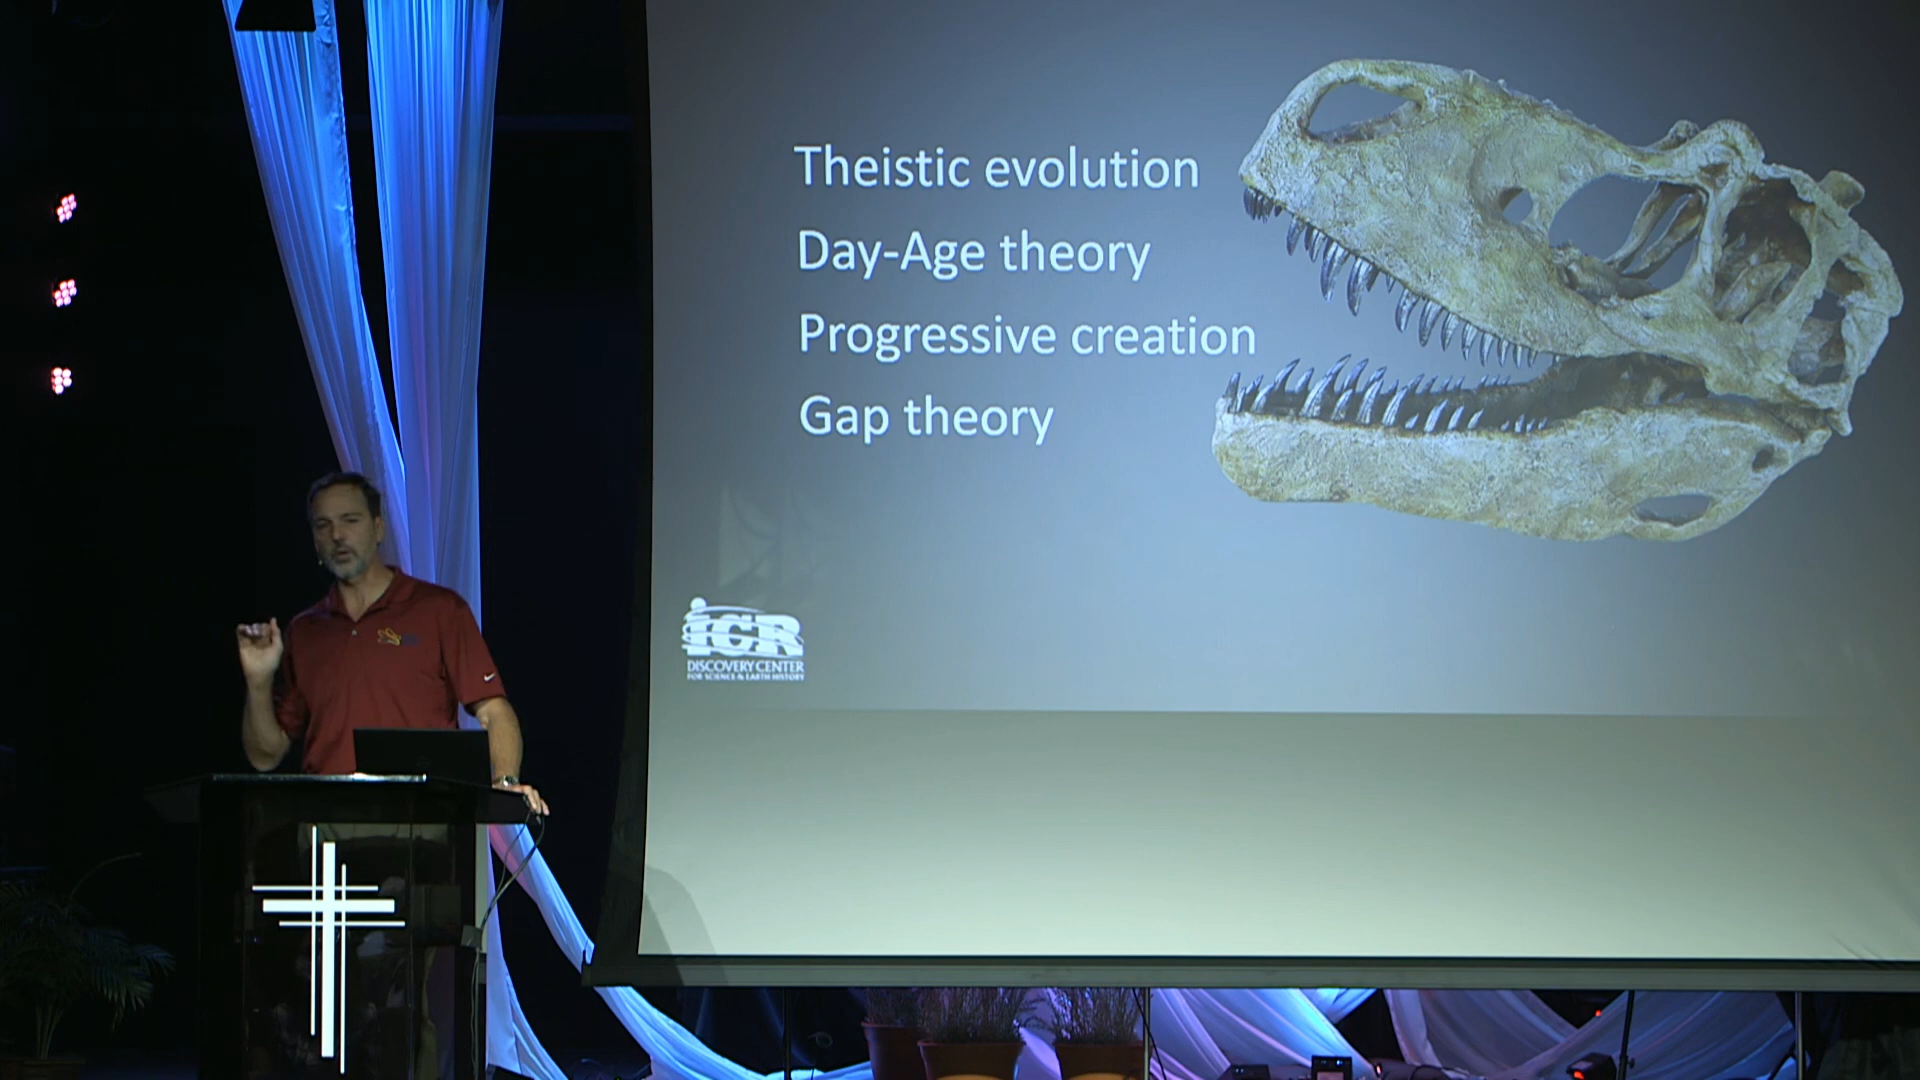 Theistic evolution
Day-Age theory
Progressive creation
Gap theory
ICR
DISCOVERY CENTER
FOR SCIENCE & EARTH HISTORY